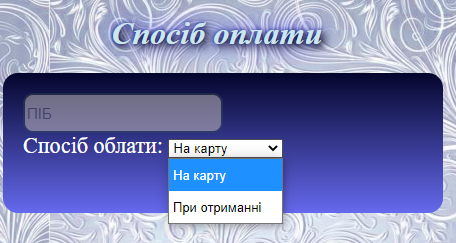 Спосіб оплати
ПІБ
Спосіб облати: На карту
На карту
При отриманні